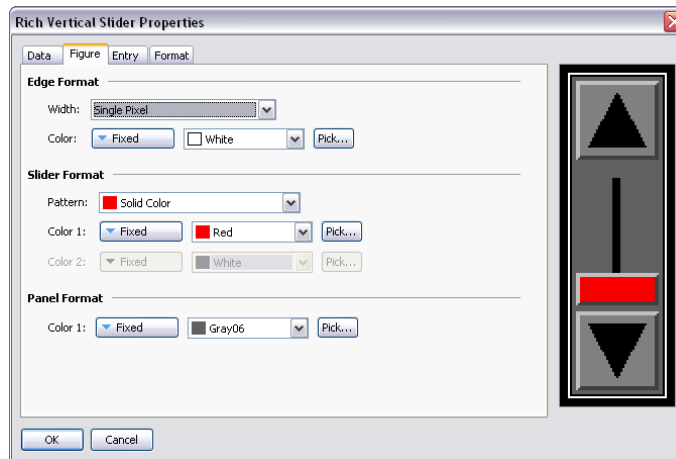 Rich Vertical Slider Properties
Data Figure Entry Format
Edge Format
Width: Single Pixel
Color: Fixed White Pick...
Slider Format
Pattern: Solid Color
Color 1: Fixed Red Pick...
Color 2: Fixed White Pick...
Panel Format
Color 1: Fixed Gray06 Pick...
OK Cancel